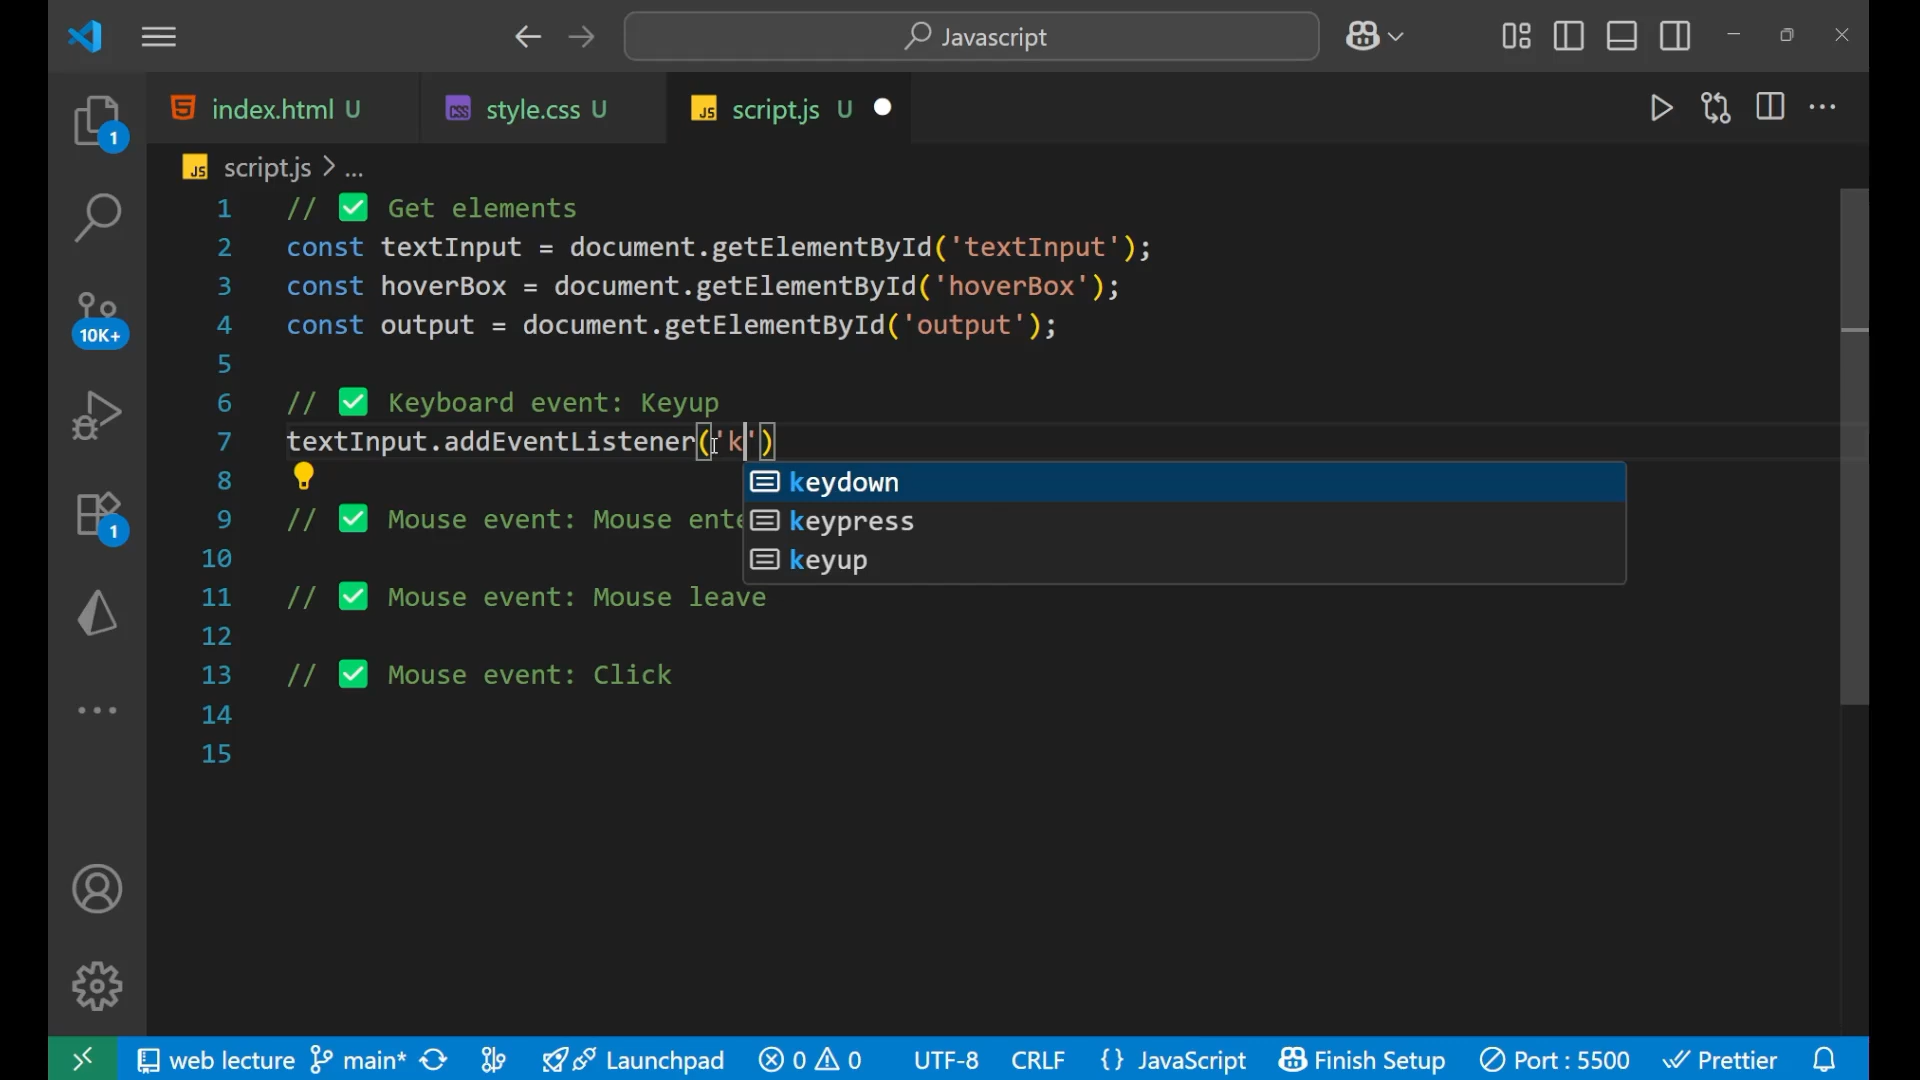 Javascript
index.html U
style.css U
script.js U
script.js > ...
1 // ✅ Get elements
2 const textInput = document.getElementById('textInput');
3 const hoverBox = document.getElementById('hoverBox');
4 const output = document.getElementById('output');
5
6 // ✅ Keyboard event: Keyup
7 textInput.addEventListener('k')
8
keydown
9 // ✅ Mouse event: Mouse ente
keypress
10
keyup
11 // ✅ Mouse event: Mouse leave
12
13 // ✅ Mouse event: Click
14
15
1
10K+
1
web lecture main* Launchpad 0 0 UTF-8 CRLF {} JavaScript Finish Setup Port : 5500 Prettier